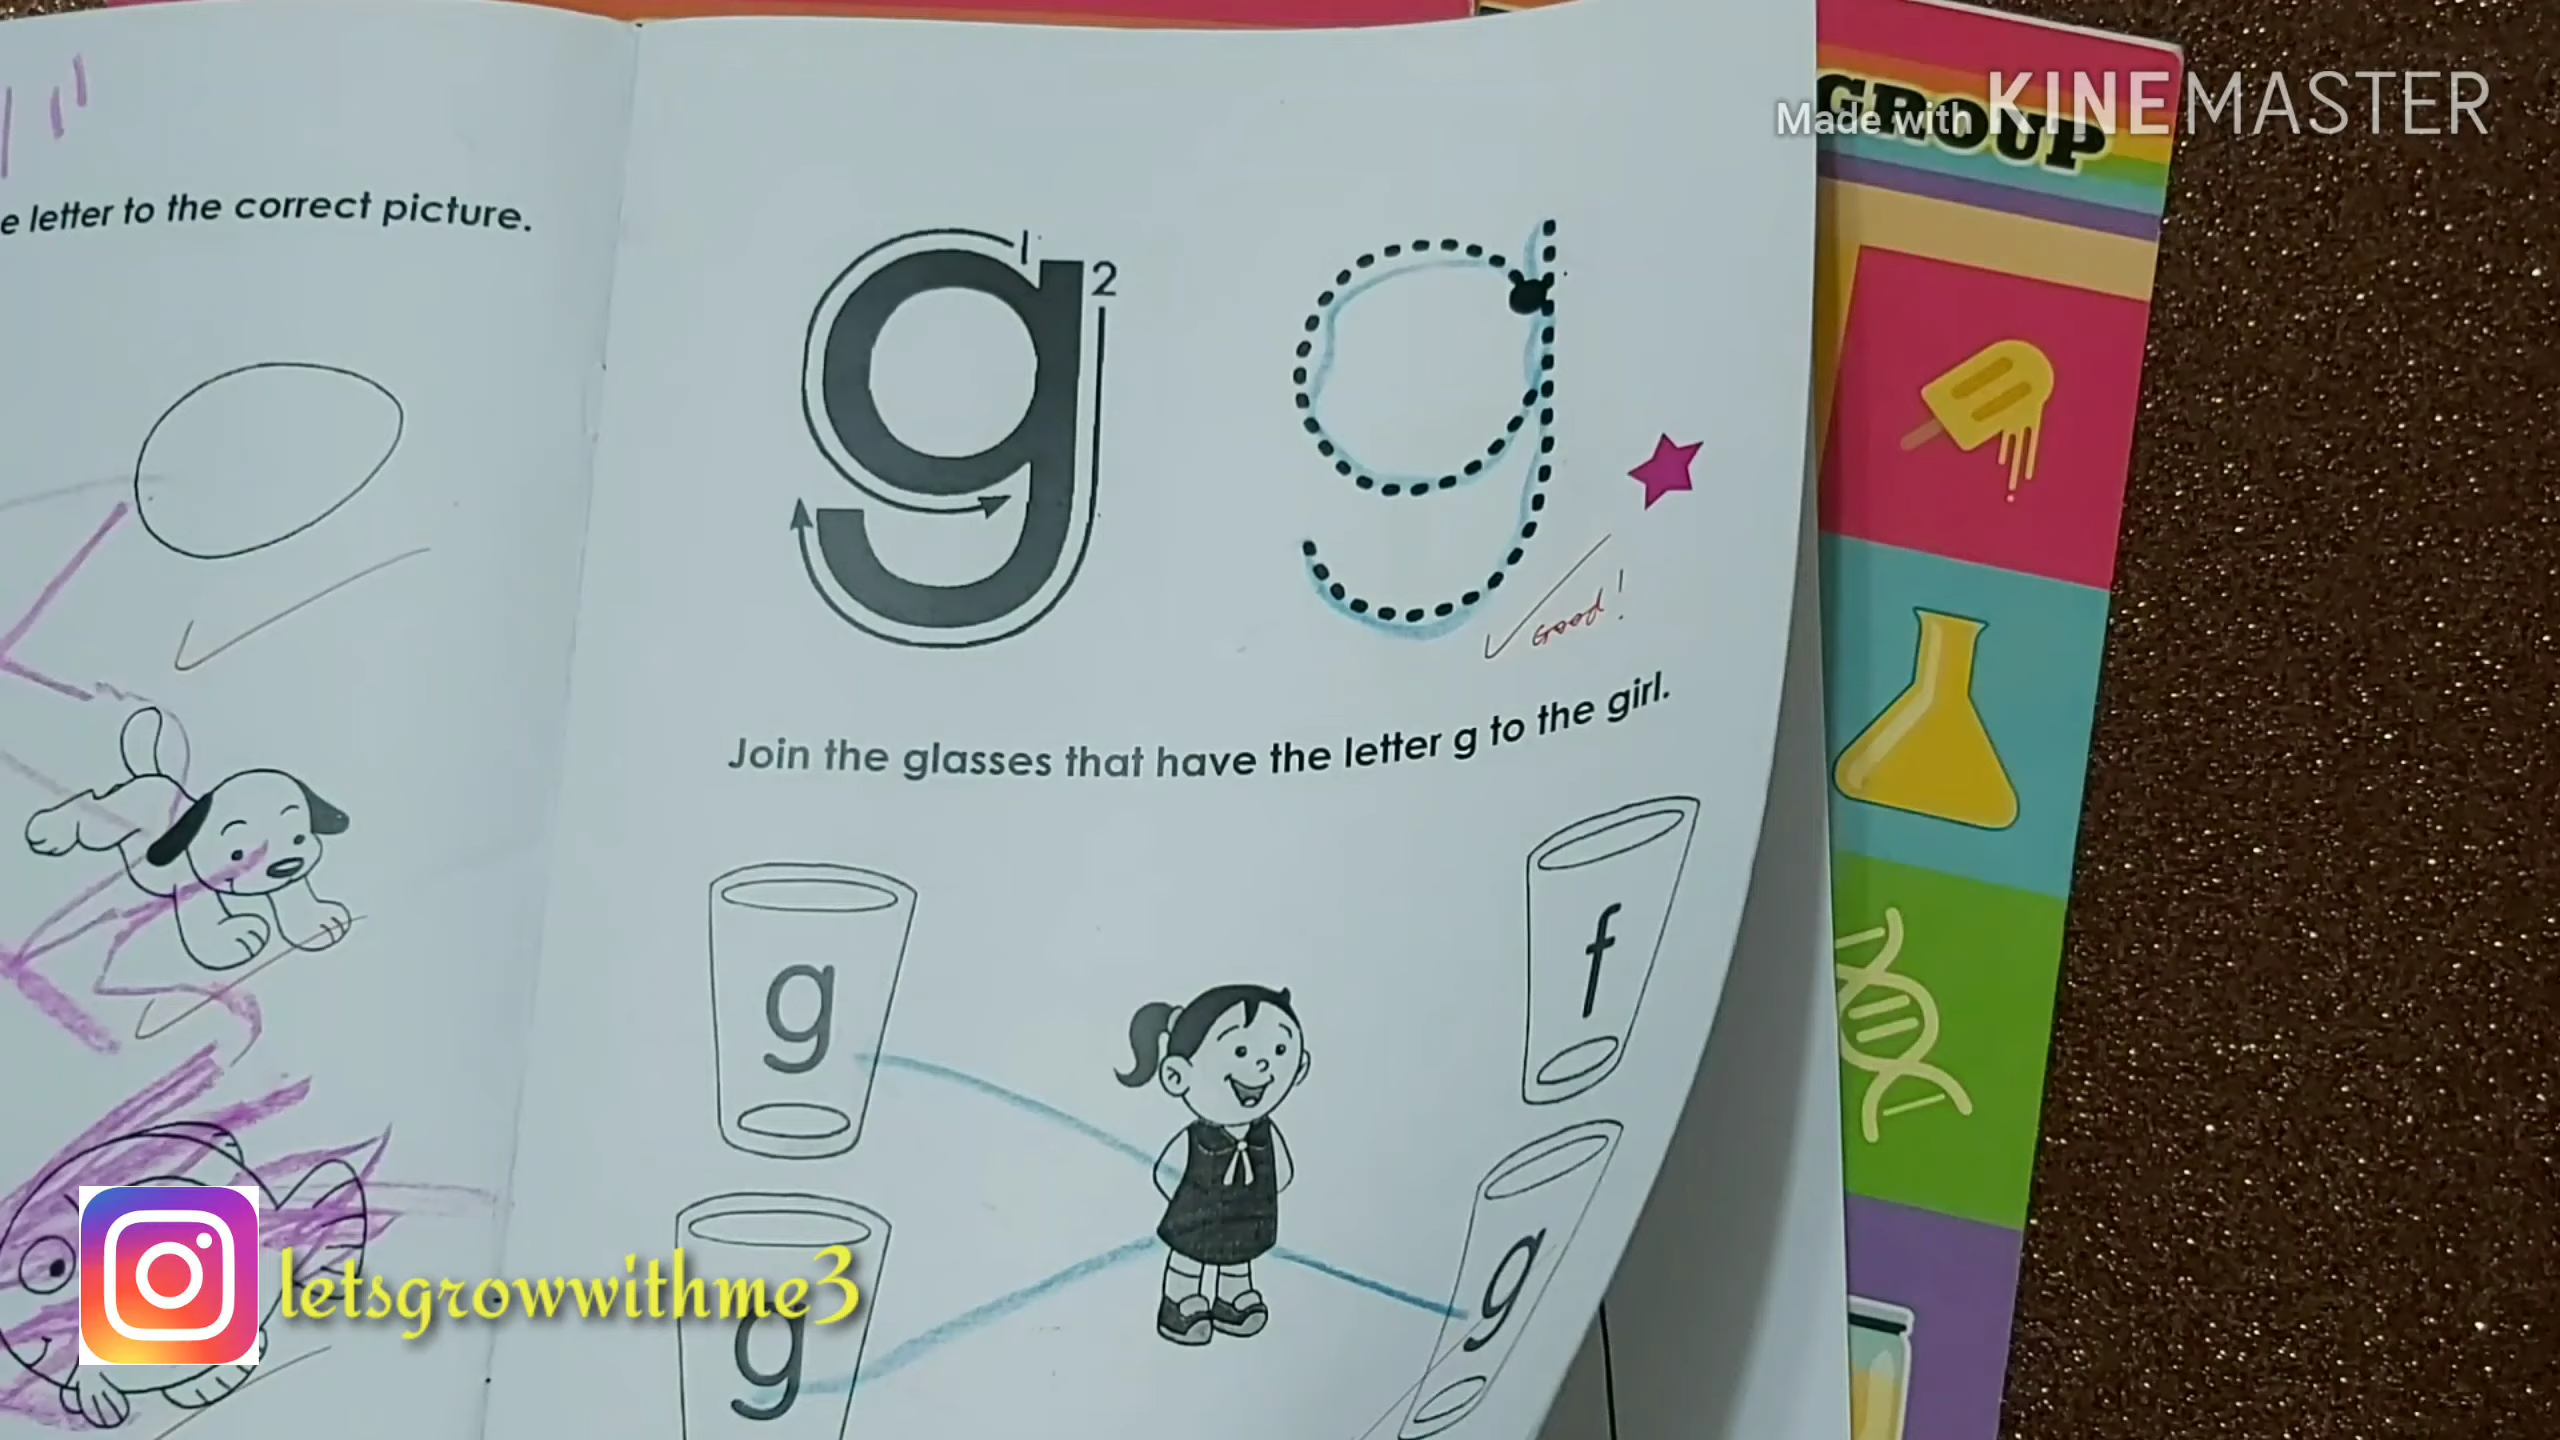 Made with KINEMASTER
GROUP
e letter to the correct picture.
1
2
g
Good!
Join the glasses that have the letter g to the girl.
g
f
g
g
letsgrowwithme3